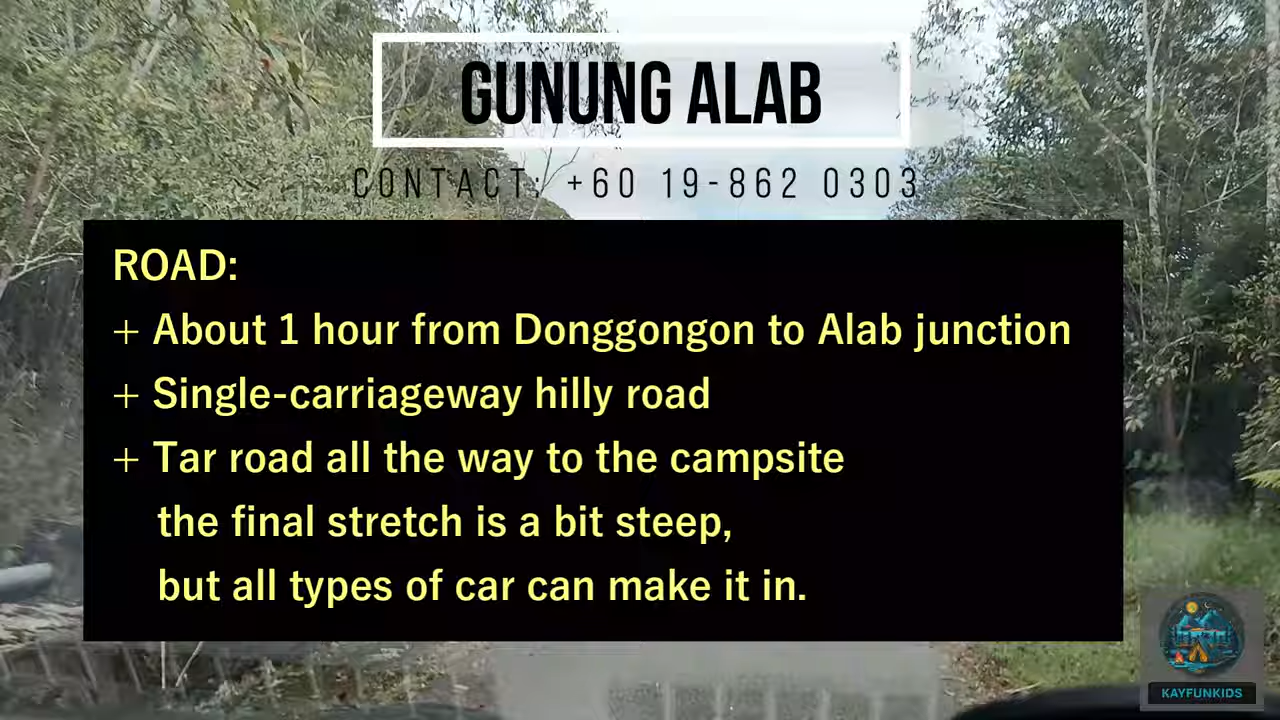 GUNUNG ALAB
CONTACT: +60 19-862 0303
ROAD:
+ About 1 hour from Donggongon to Alab junction
+ Single-carriageway hilly road
+ Tar road all the way to the campsite
the final stretch is a bit steep,
but all types of car can make it in.
KAYFUNKIDS